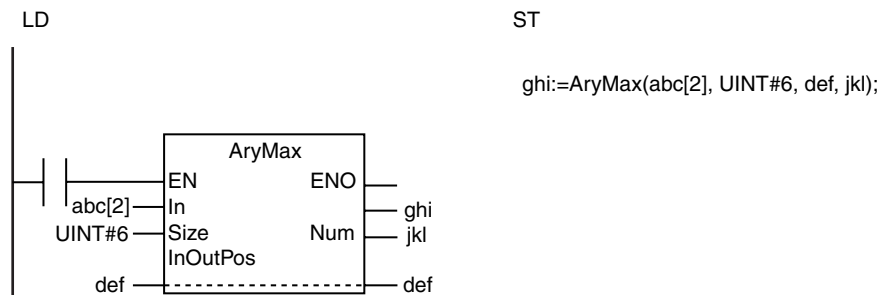 LD
ST
ghi:=AryMax(abc[2], UINT#6, def, jkl);
AryMax
EN ENO
abc[2] In ghi
UINT#6 Size Num jkl
InOutPos
def def